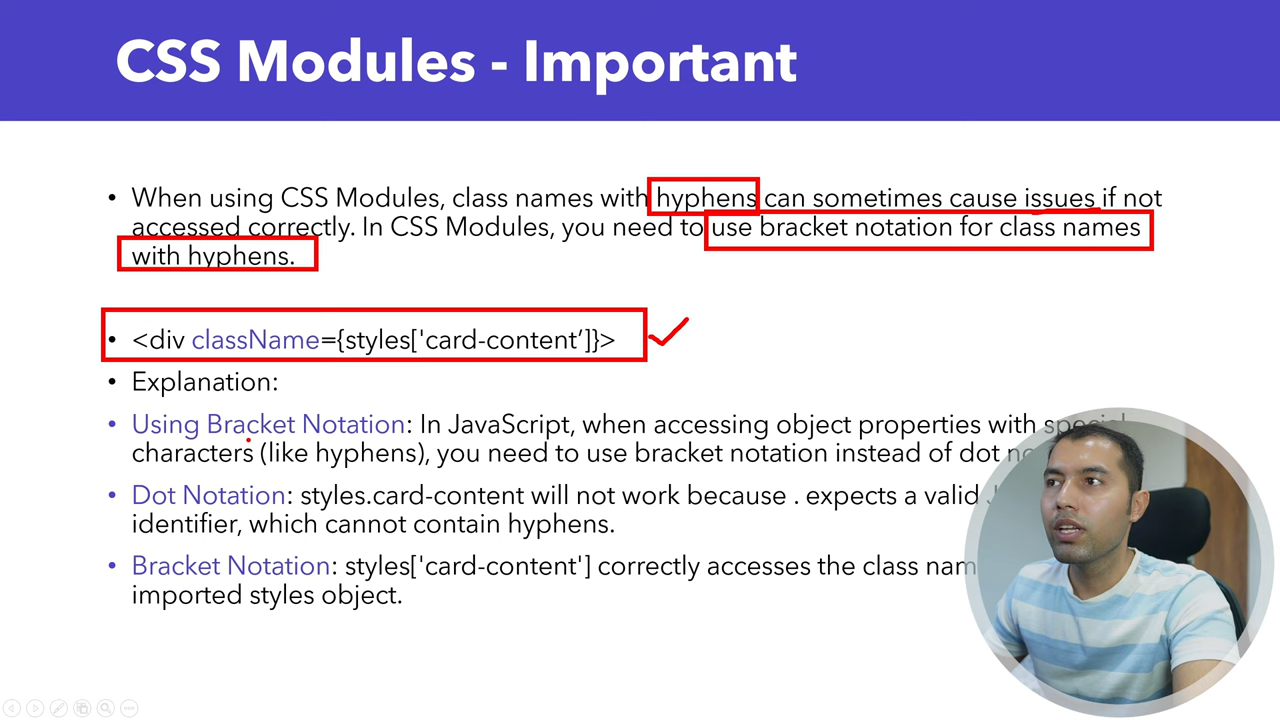 CSS Modules - Important
• When using CSS Modules, class names with hyphens can sometimes cause issues if not
accessed correctly. In CSS Modules, you need to use bracket notation for class names
with hyphens.
• <div className={styles['card-content’]}>
• Explanation:
• Using Bracket Notation: In JavaScript, when accessing object properties with special
characters (like hyphens), you need to use bracket notation instead of dot
• Dot Notation: styles.card-content will not work because . expects a valid
identifier, which cannot contain hyphens.
• Bracket Notation: styles['card-content'] correctly accesses the class
imported styles object.